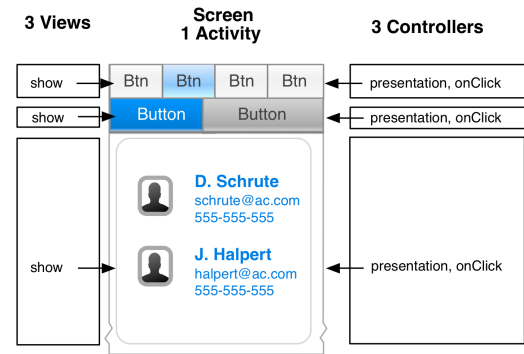 3 Views
Screen
1 Activity
3 Controllers
show
Btn Btn Btn Btn
presentation, onClick
show
Button Button
presentation, onClick
D. Schrute
schrute@ac.com
555-555-555
show
J. Halpert
halpert@ac.com
555-555-555
presentation, onClick